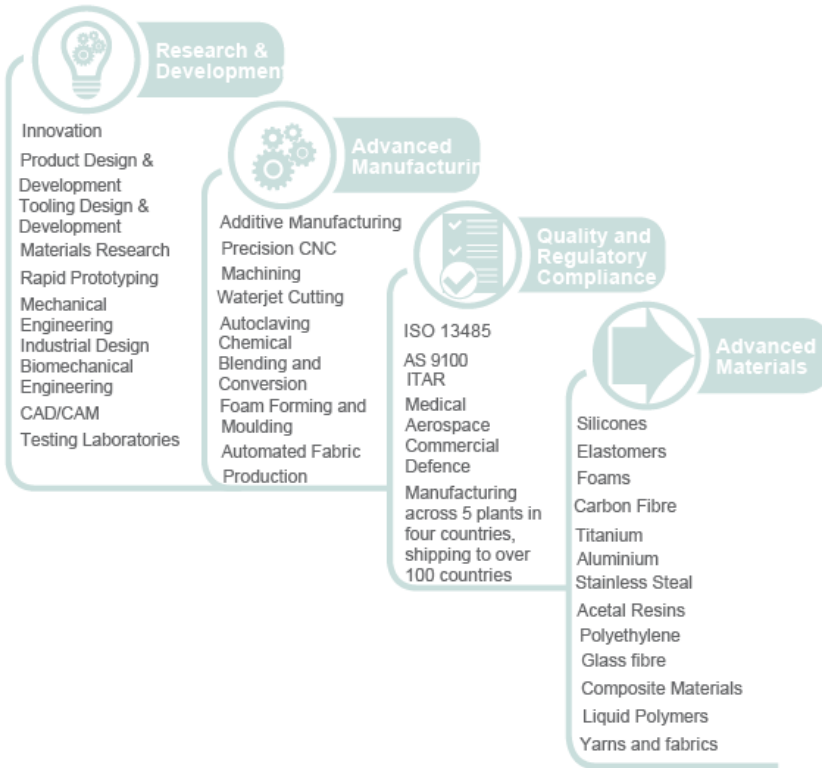 Research &
Development
Innovation
Product Design &
Development
Tooling Design &
Development
Materials Research
Rapid Prototyping
Mechanical
Engineering
Industrial Design
Biomechanical
Engineering
CAD/CAM
Testing Laboratories
Advanced
Manufacturin
Additive Manufacturing
Precision CNC
Machining
Waterjet Cutting
Autoclaving
Chemical
Blending and
Conversion
Foam Forming and
Moulding
Automated Fabric
Production
Quality and
Regulatory
Compliance
ISO 13485
AS 9100
ITAR
Medical
Aerospace
Commercial
Defence
Manufacturing
across 5 plants in
four countries,
shipping to over
100 countries
Advanced
Materials
Silicones
Elastomers
Foams
Carbon Fibre
Titanium
Aluminium
Stainless Steal
Acetal Resins
Polyethylene
Glass fibre
Composite Materials
Liquid Polymers
Yarns and fabrics